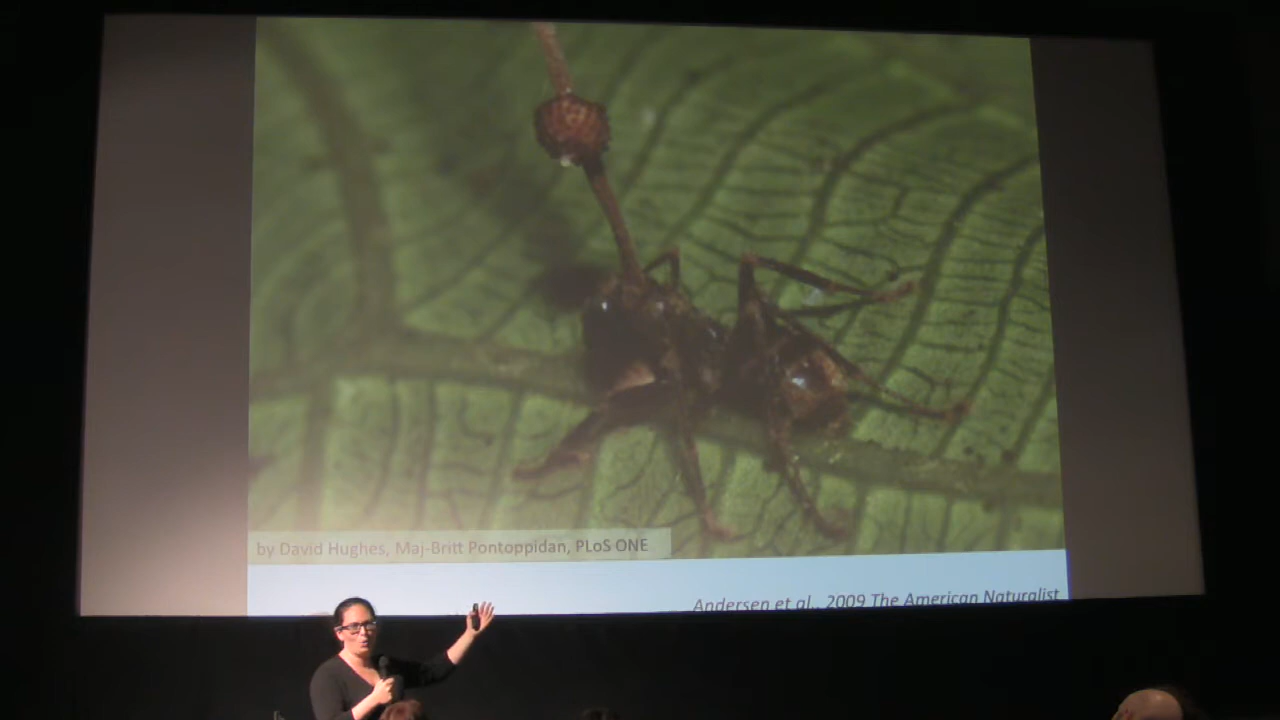 by David Hughes, Maj-Britt Pontoppidan, PLoS ONE
Andersen et al., 2009 The American Naturalist